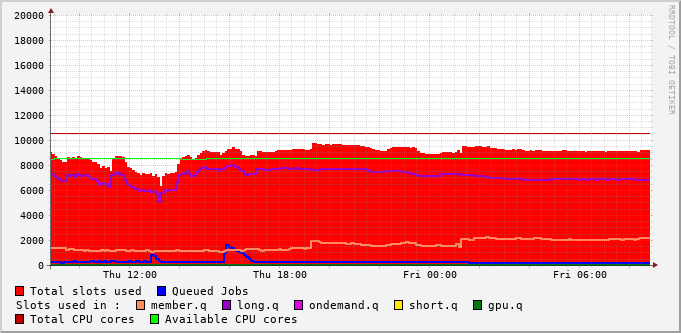 RRDTOOL / TOBI OETIKER
20000
18000
16000
14000
12000
10000
8000
6000
4000
2000
0
Thu 12:00 Thu 18:00 Fri 00:00 Fri 06:00
Total slots used Queued Jobs
Slots used in : member.q long.q ondemand.q short.q gpu.q
Total CPU cores Available CPU cores